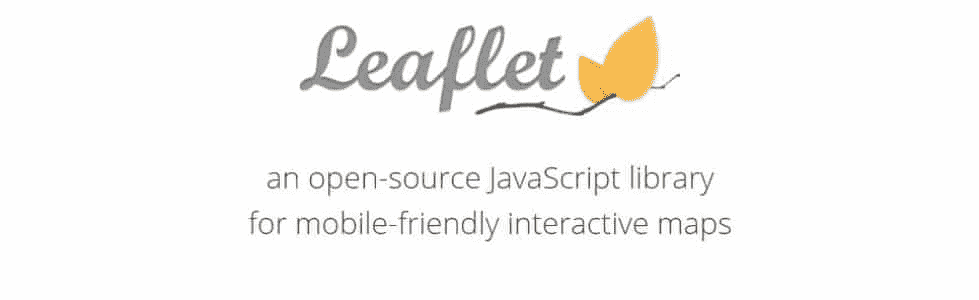 Leaflet
an open-source JavaScript library
for mobile-friendly interactive maps